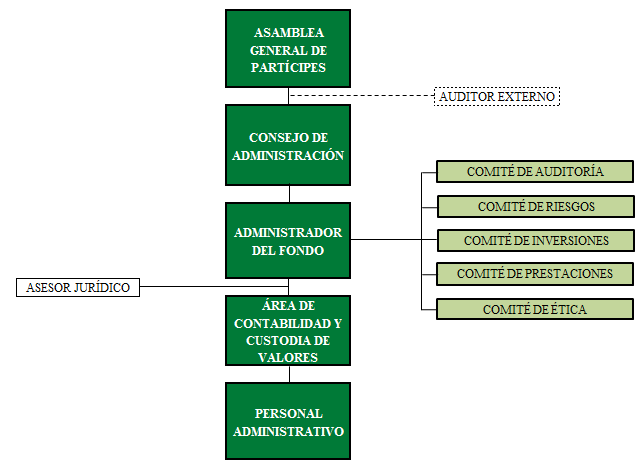 ASAMBLEA
GENERAL DE
PARTÍCIPES
AUDITOR EXTERNO
CONSEJO DE
ADMINISTRACIÓN
COMITÉ DE AUDITORÍA
COMITÉ DE RIESGOS
ADMINISTRADOR
DEL FONDO
COMITÉ DE INVERSIONES
COMITÉ DE PRESTACIONES
COMITÉ DE ÉTICA
ASESOR JURÍDICO
ÁREA DE
CONTABILIDAD Y
CUSTODIA DE
VALORES
PERSONAL
ADMINISTRATIVO